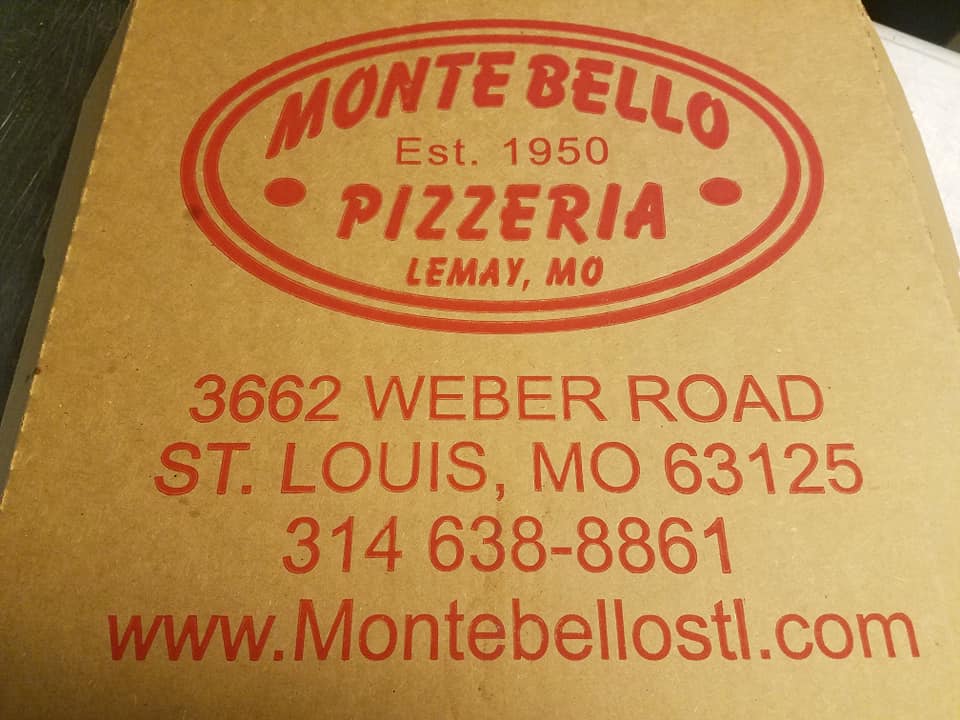 MONTE BELLO
Est. 1950
PIZZERIA
LEMAY, MO
3662 WEBER ROAD
ST. LOUIS, MO 63125
314 638-8861
www.Montebellostl.com